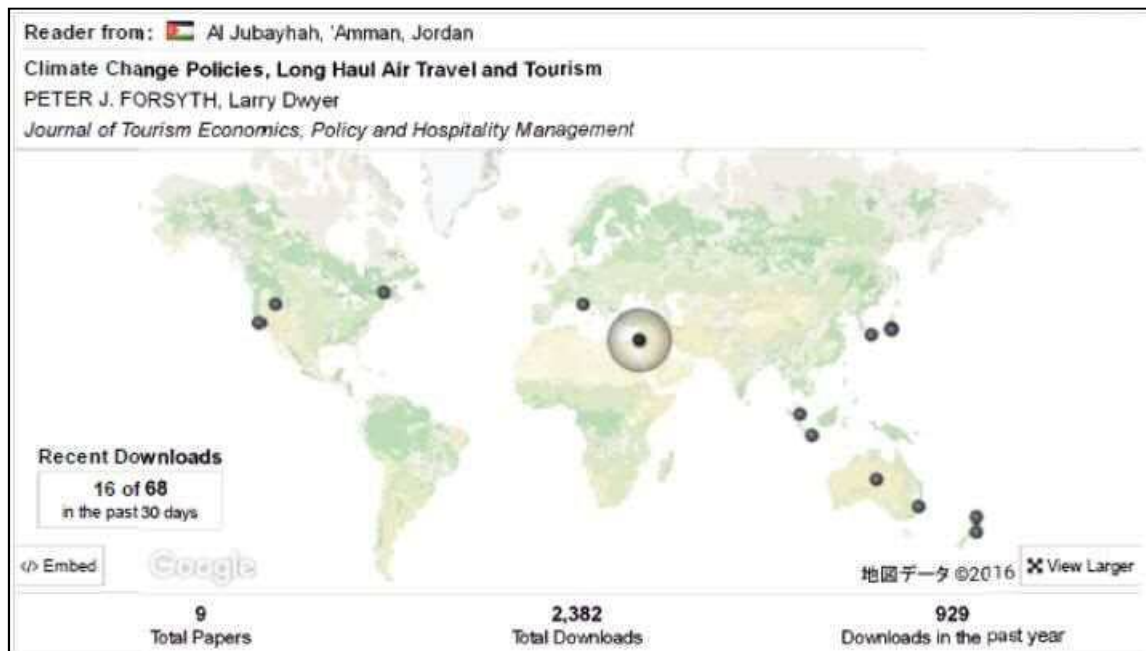 Reader from: Al Jubayhah, 'Amman, Jordan
Climate Change Policies, Long Haul Air Travel and Tourism
PETER J. FORSYTH, Larry Dwyer
Journal of Tourism Economics, Policy and Hospitality Management
Recent Downloads
16 of 68
in the past 30 days
</> Embed
Google
地図データ ©2016
View Larger
9
Total Papers
2,382
Total Downloads
929
Downloads in the past year